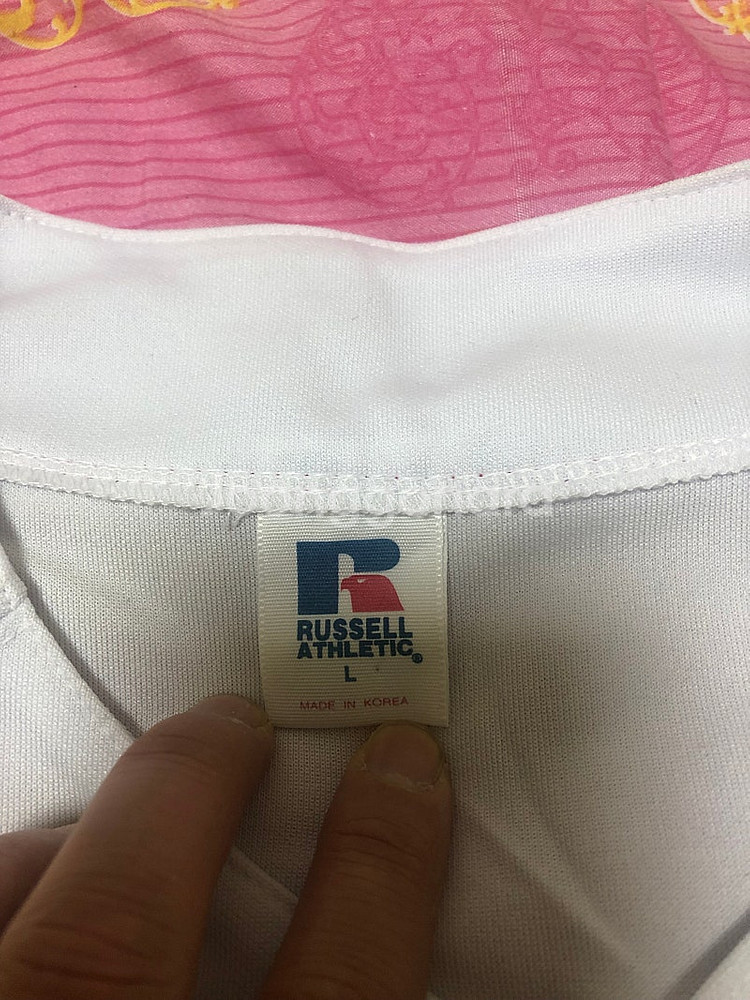 RUSSELL
ATHLETIC®
L
MADE IN KOREA